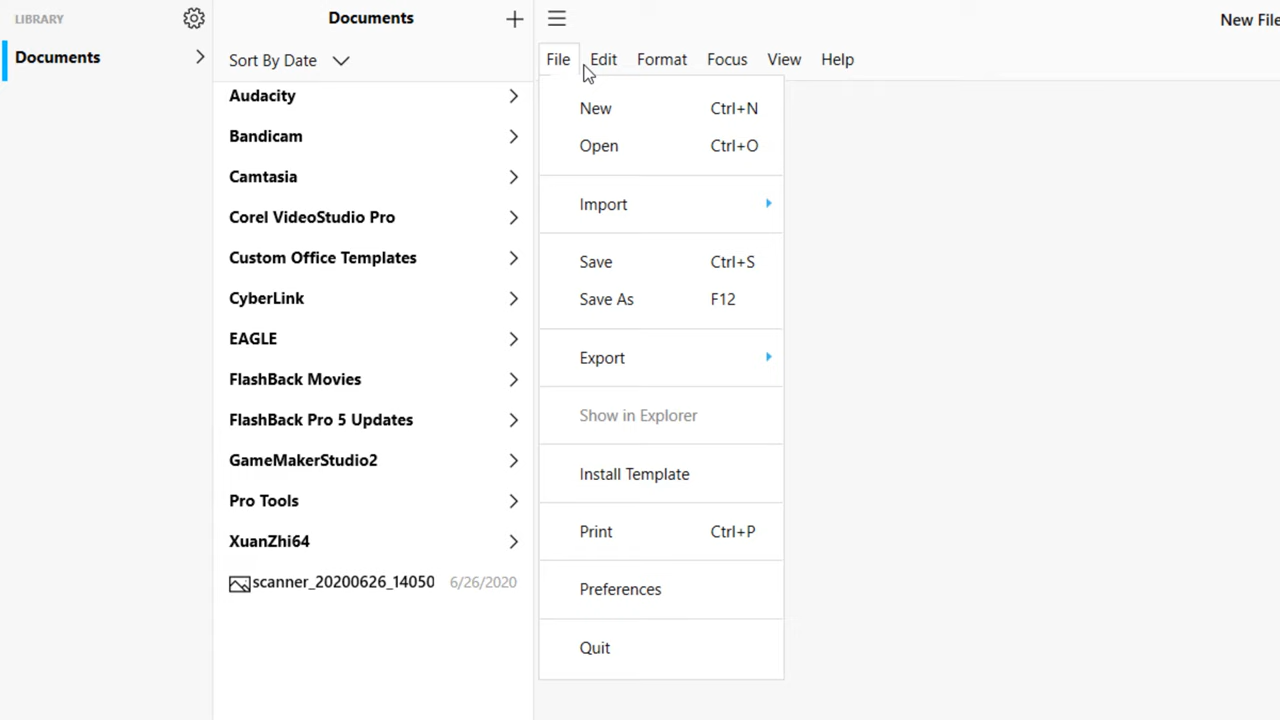 LIBRARY
Documents
Documents
Sort By Date
Audacity
Bandicam
Camtasia
Corel VideoStudio Pro
Custom Office Templates
CyberLink
EAGLE
FlashBack Movies
FlashBack Pro 5 Updates
GameMakerStudio2
Pro Tools
XuanZhi64
scanner_20200626_14050 6/26/2020
New File
File Edit Format Focus View Help
New Ctrl+N
Open Ctrl+O
Import
Save Ctrl+S
Save As F12
Export
Show in Explorer
Install Template
Print Ctrl+P
Preferences
Quit